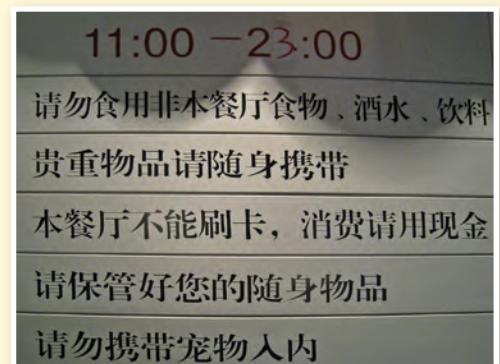 11:00 — 23:00
请勿食用非本餐厅食物、酒水、饮料
贵重物品请随身携带
本餐厅不能刷卡，消费请用现金
请保管好您的随身物品
请勿携带宠物入内